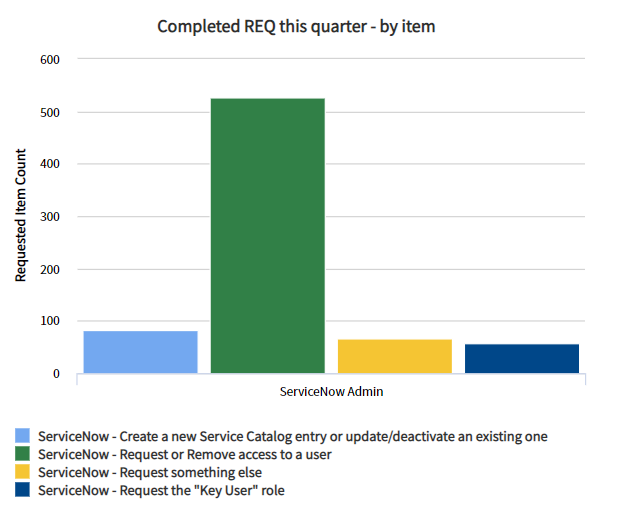 Completed REQ this quarter - by item
Requested Item Count
600
500
400
300
200
100
0
ServiceNow Admin
ServiceNow - Create a new Service Catalog entry or update/deactivate an existing one
ServiceNow - Request or Remove access to a user
ServiceNow - Request something else
ServiceNow - Request the "Key User" role